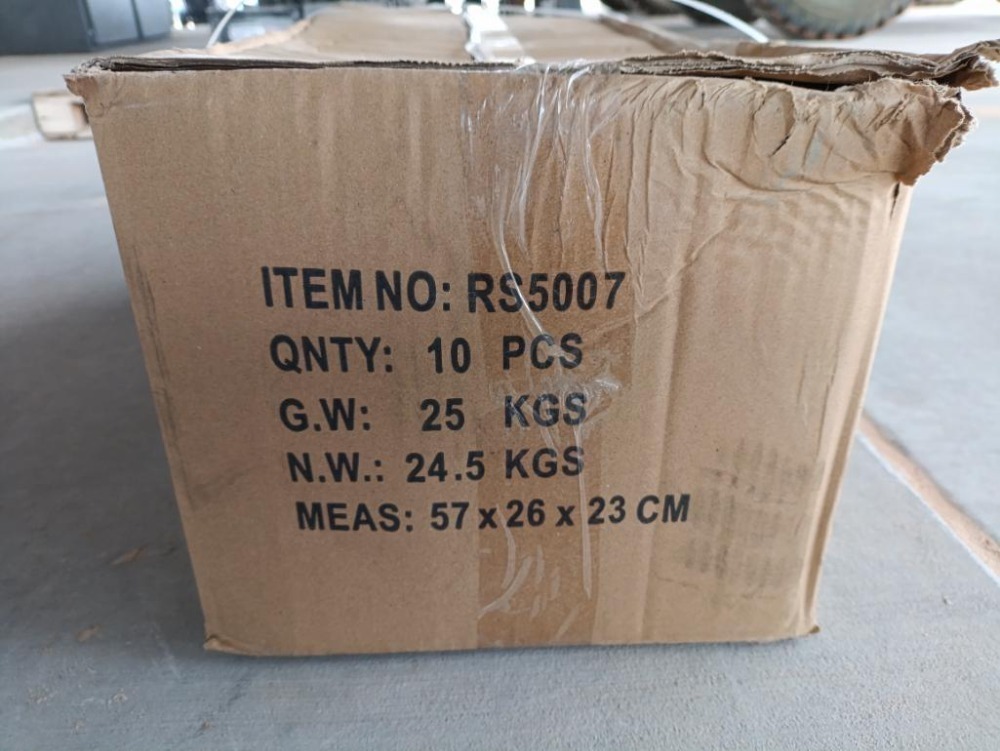 ITEM NO: RS5007
QNTY: 10 PCS
G.W: 25 KGS
N.W.: 24.5 KGS
MEAS: 57 x 26 x 23 CM